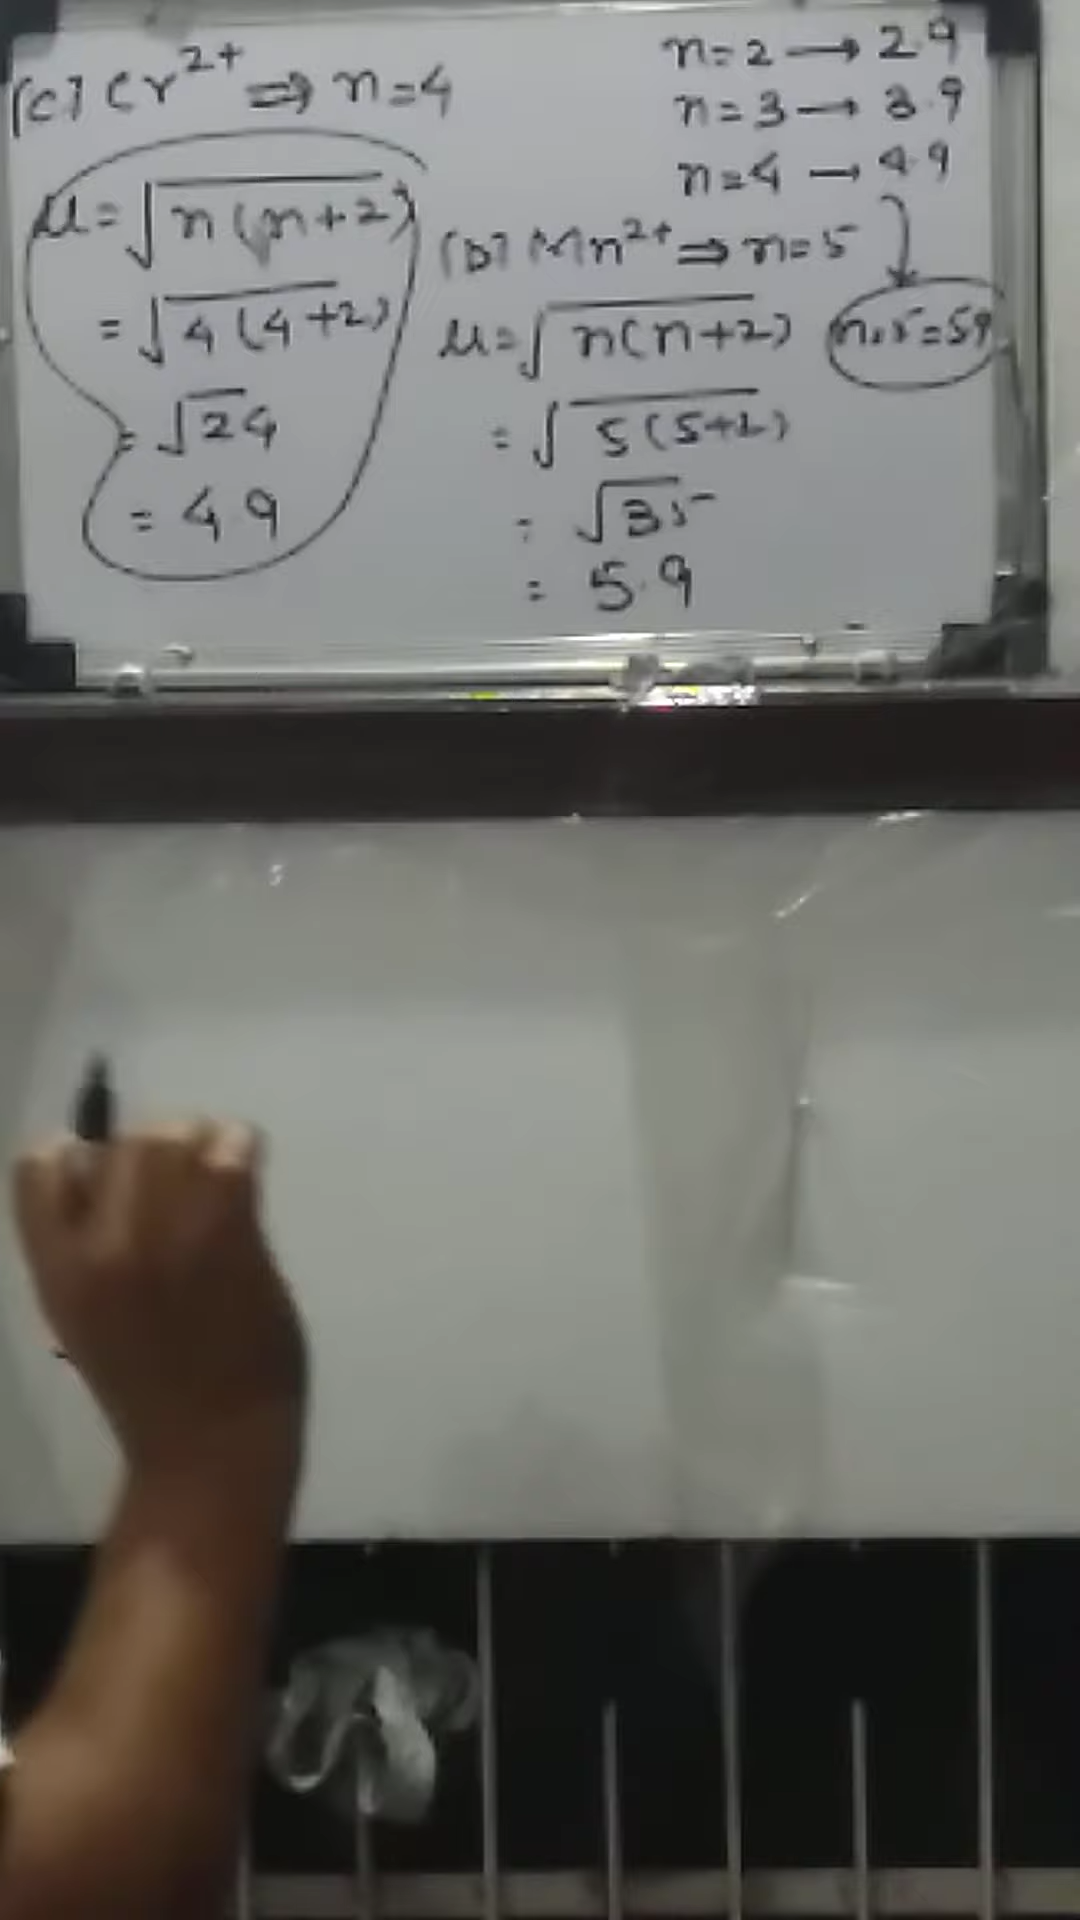 [C] Cr²⁺ ⇒ n=4
μ=√n(n+2)
=√4(4+2)
=√24
= 4.9
n=2 → 2.9
n=3 → 3.9
n=4 → 4.9
n=5=5.9
(D) Mn²⁺ ⇒ n=5
μ=√n(n+2)
=√5(5+2)
= √35
= 5.9